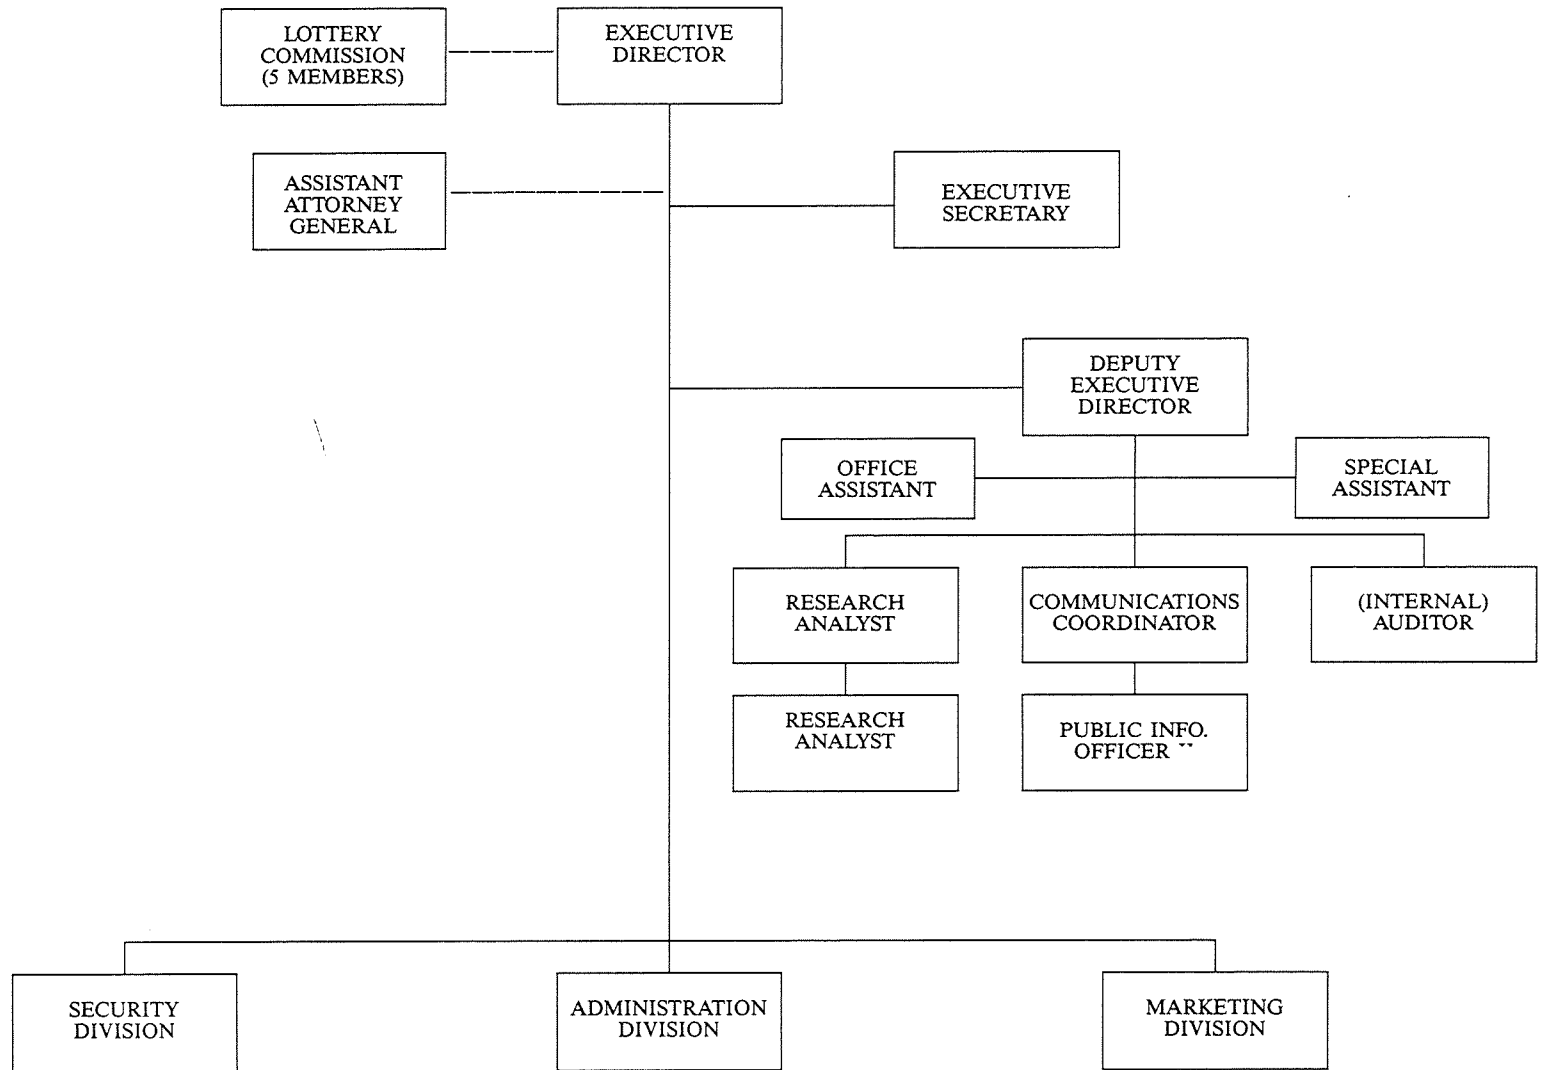 LOTTERY
COMMISSION
(5 MEMBERS)
EXECUTIVE
DIRECTOR
ASSISTANT
ATTORNEY
GENERAL
EXECUTIVE
SECRETARY
DEPUTY
EXECUTIVE
DIRECTOR
OFFICE
ASSISTANT
SPECIAL
ASSISTANT
RESEARCH
ANALYST
COMMUNICATIONS
COORDINATOR
(INTERNAL)
AUDITOR
RESEARCH
ANALYST
PUBLIC INFO.
OFFICER
SECURITY
DIVISION
ADMINISTRATION
DIVISION
MARKETING
DIVISION